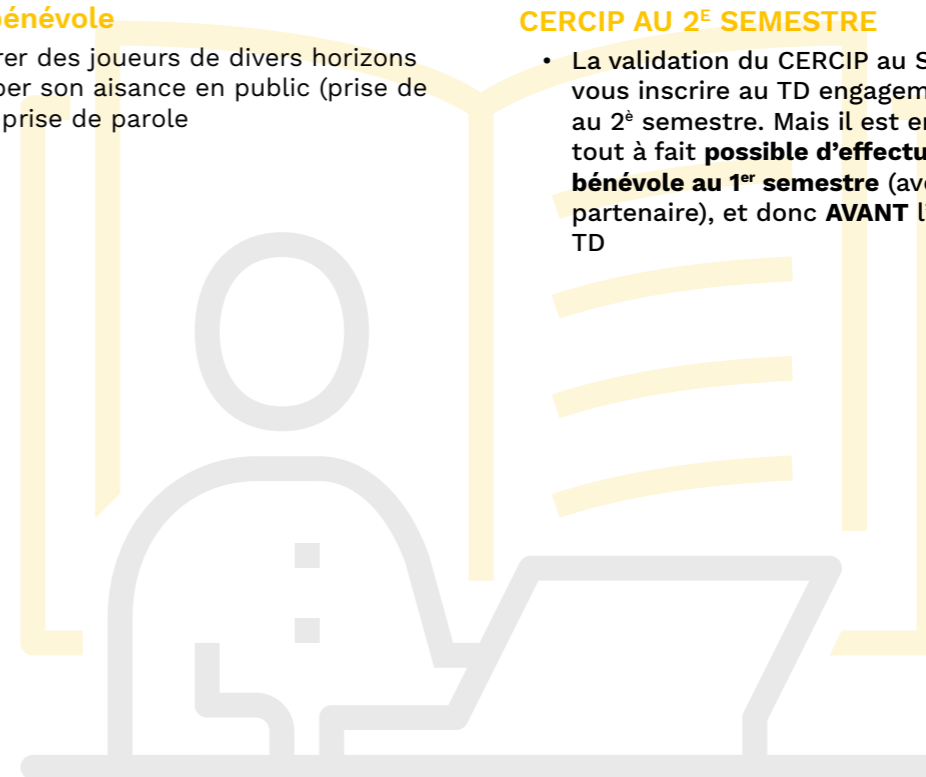 bénévole
rer des joueurs de divers horizons
per son aisance en public (prise de
prise de parole
CERCIP AU 2E SEMESTRE
• La validation du CERCIP au S
vous inscrire au TD engagem
au 2è semestre. Mais il est en
tout à fait possible d’effectu
bénévole au 1er semestre (ave
partenaire), et donc AVANT l’
TD